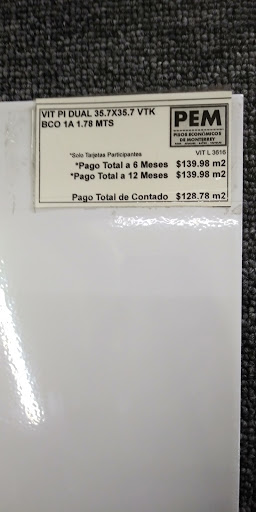 VIT PI DUAL 35.7X35.7 VTK
BCO 1A 1.78 MTS
PEM
PISOS ECONÓMICOS
DE MONTERREY
VIT L 3616
*Solo Tarjetas Participantes
*Pago Total a 6 Meses $139.98 m2
*Pago Total a 12 Meses $139.98 m2
Pago Total de Contado $128.78 m2